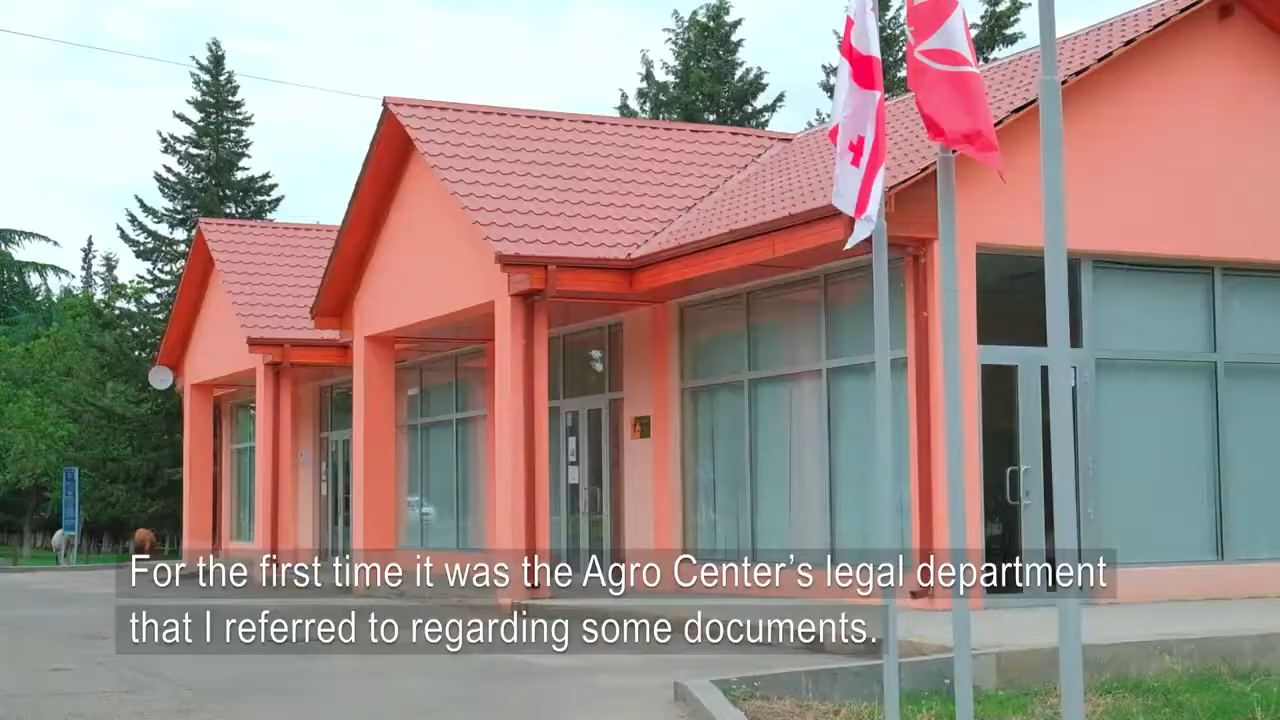 For the first time it was the Agro Center’s legal department
that I referred to regarding some documents.